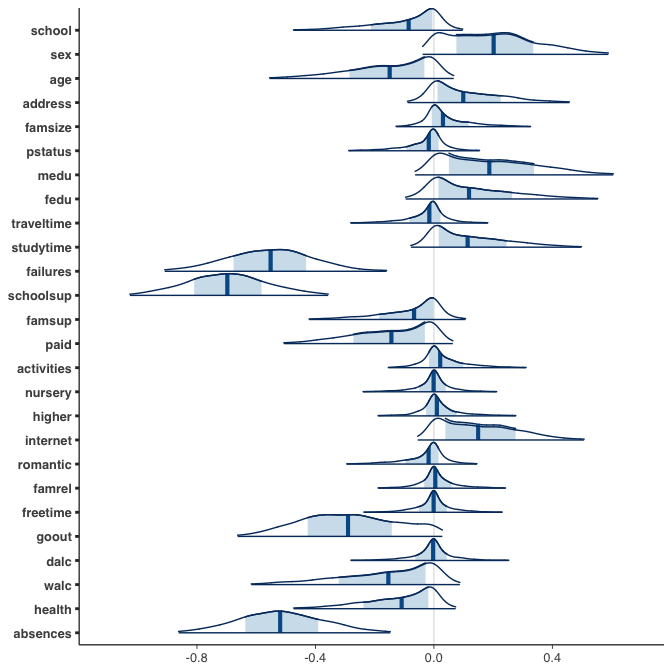 school
sex
age
address
famsize
pstatus
medu
fedu
traveltime
studytime
failures
schoolsup
famsup
paid
activities
nursery
higher
internet
romantic
famrel
freetime
goout
dalc
walc
health
absences
-0.8 -0.4 0.0 0.4